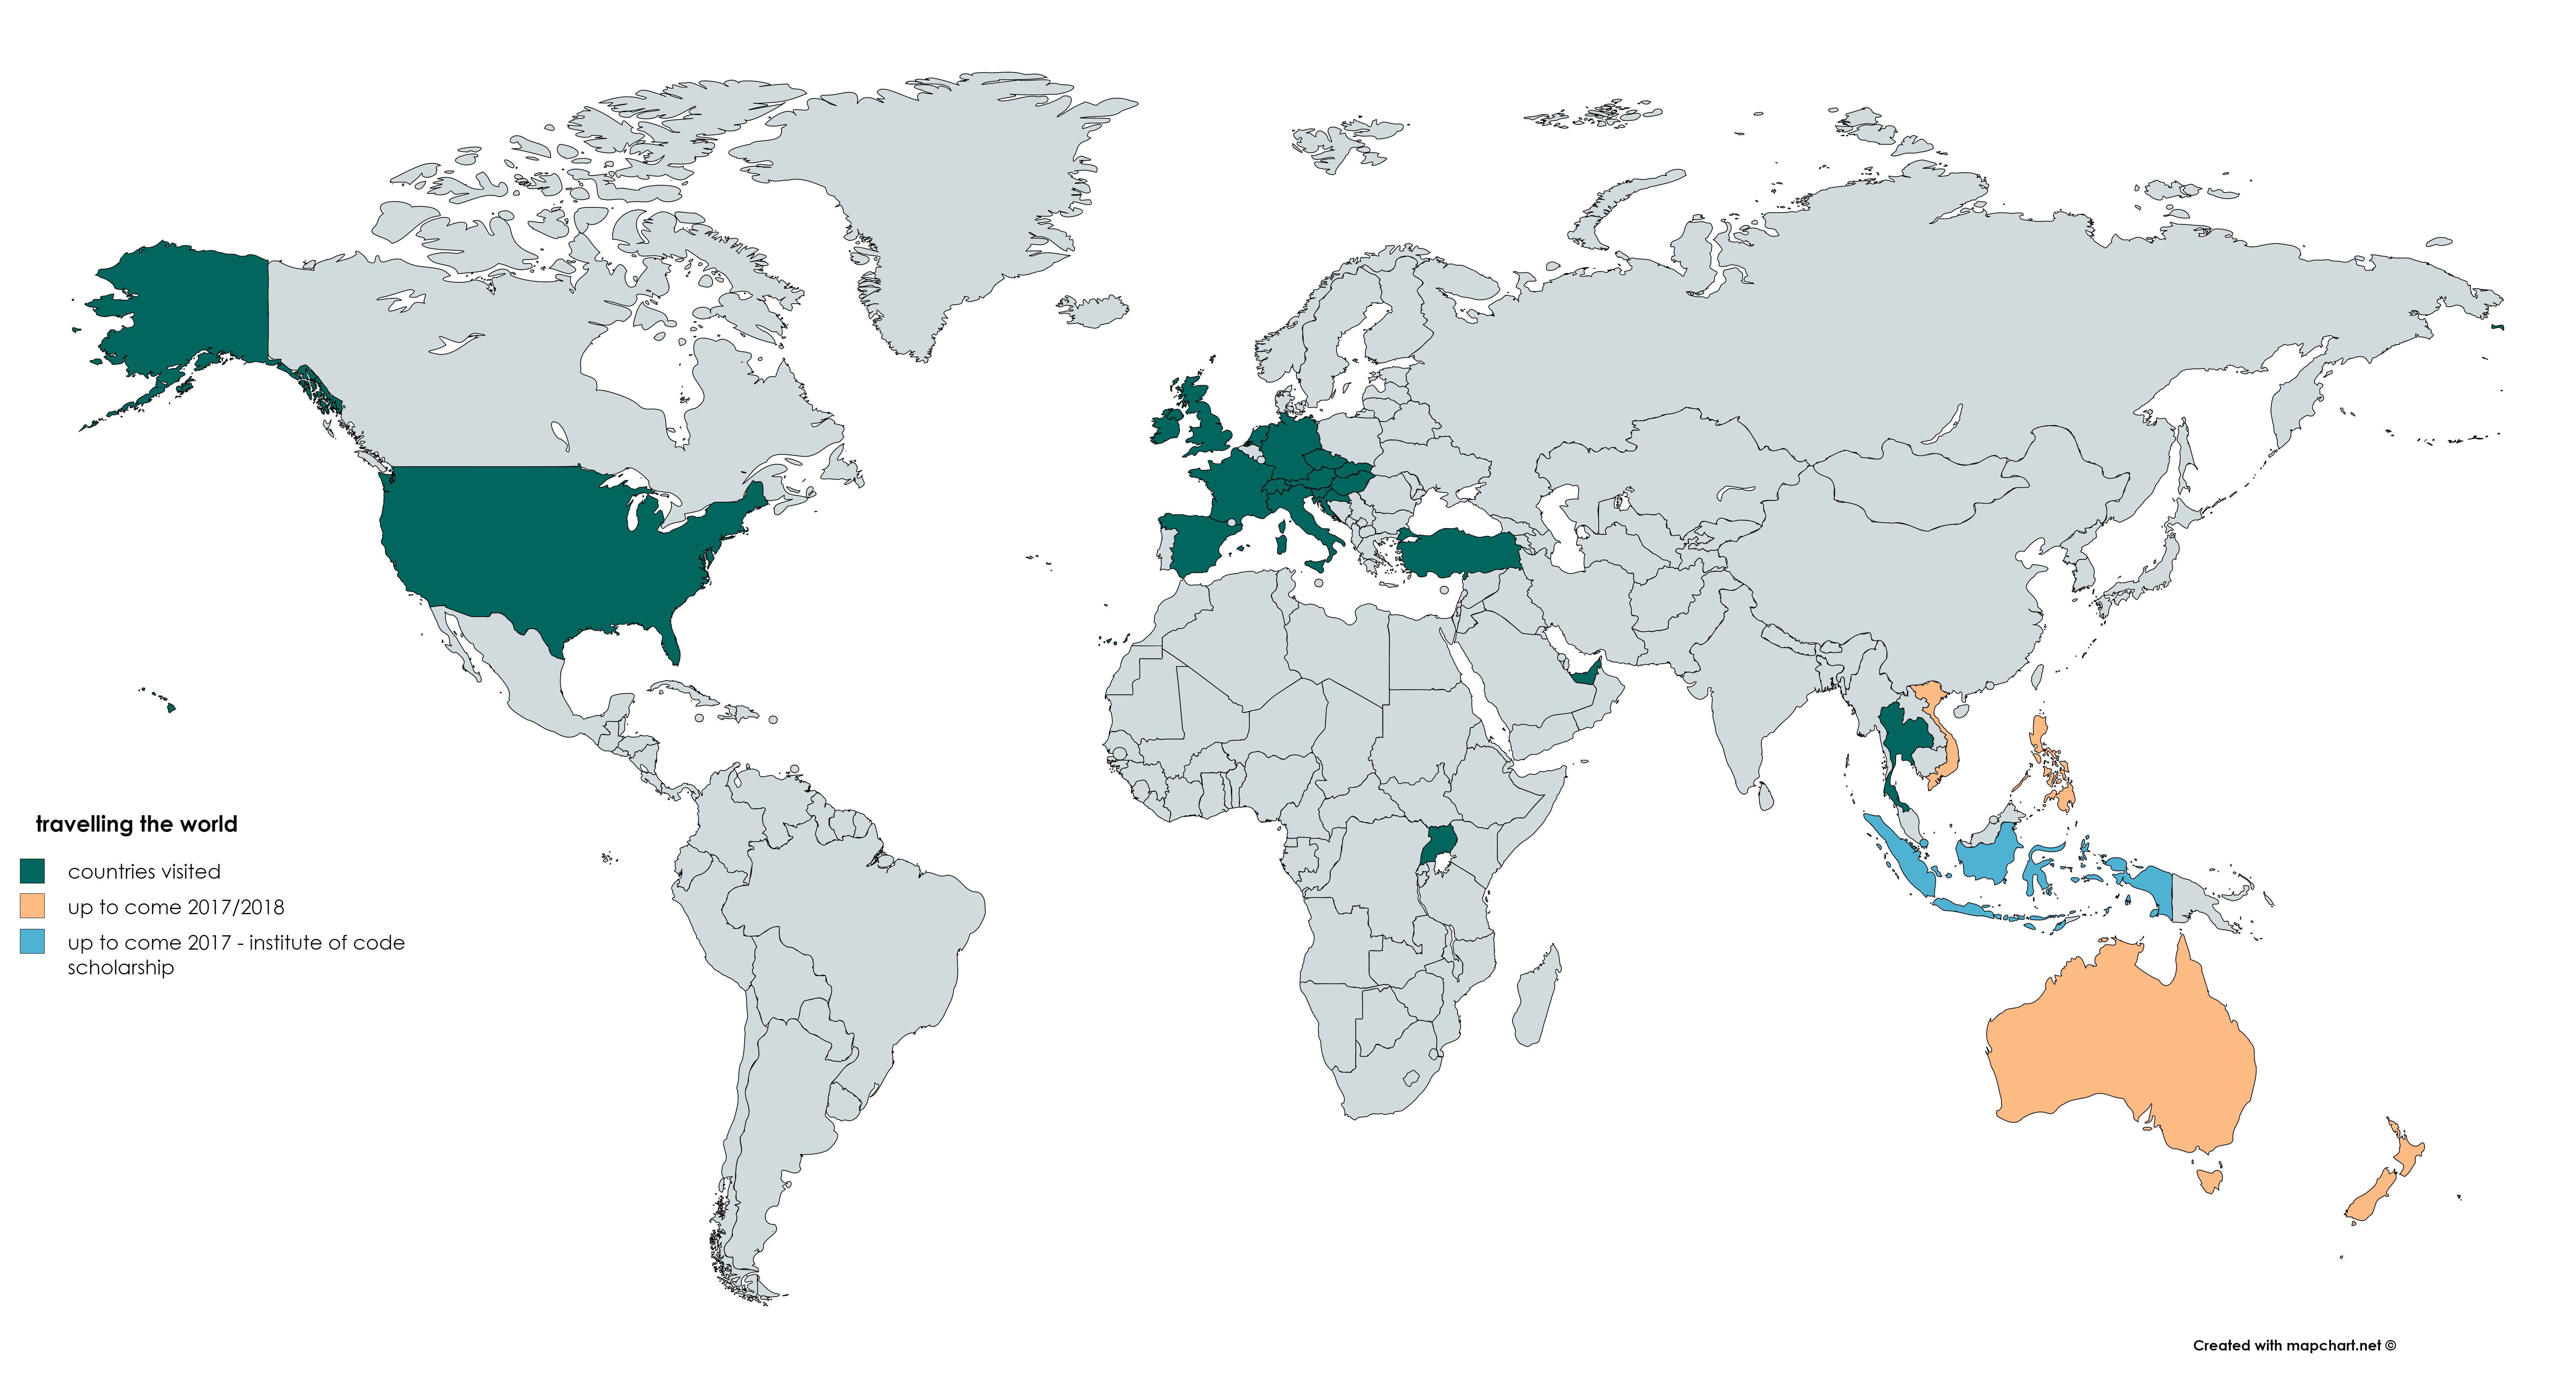 travelling the world
countries visited
up to come 2017/2018
up to come 2017 - institute of code
scholarship
Created with mapchart.net ©